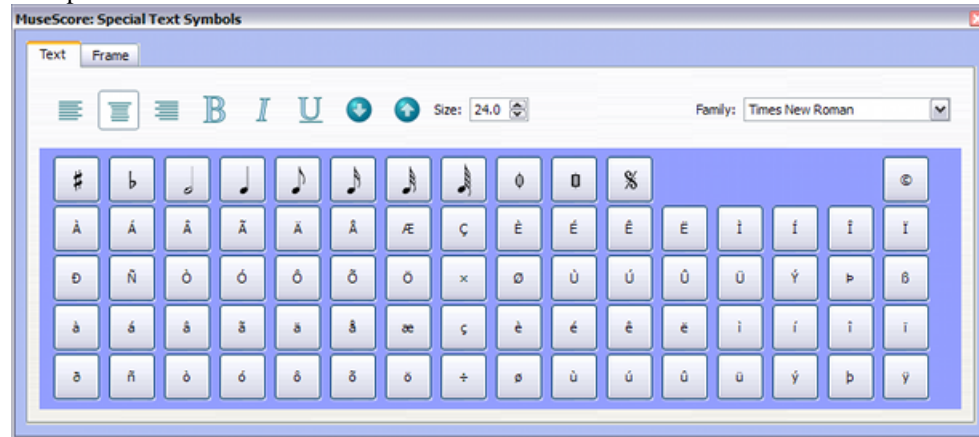 MuseScore: Special Text Symbols
Text Frame
B I U Size: 24.0 Family: Times New Roman
♯ ♭ 𝅗𝅥 𝅘𝅥 𝅘𝅥𝅮 𝅘𝅥𝅯 𝅘𝅥𝅰 𝅘𝅥𝅱 𝄌 𝄋 ©
À Á Â Ã Ä Å Æ Ç È É Ê Ë Ì Í Î Ï
Ð Ñ Ò Ó Ô Õ Ö × Ø Ù Ú Û Ü Ý Þ ß
à á â ã ä å æ ç è é ê ë ì í î ï
ð ñ ò ó ô õ ö ÷ ø ù ú û ü ý þ ÿ